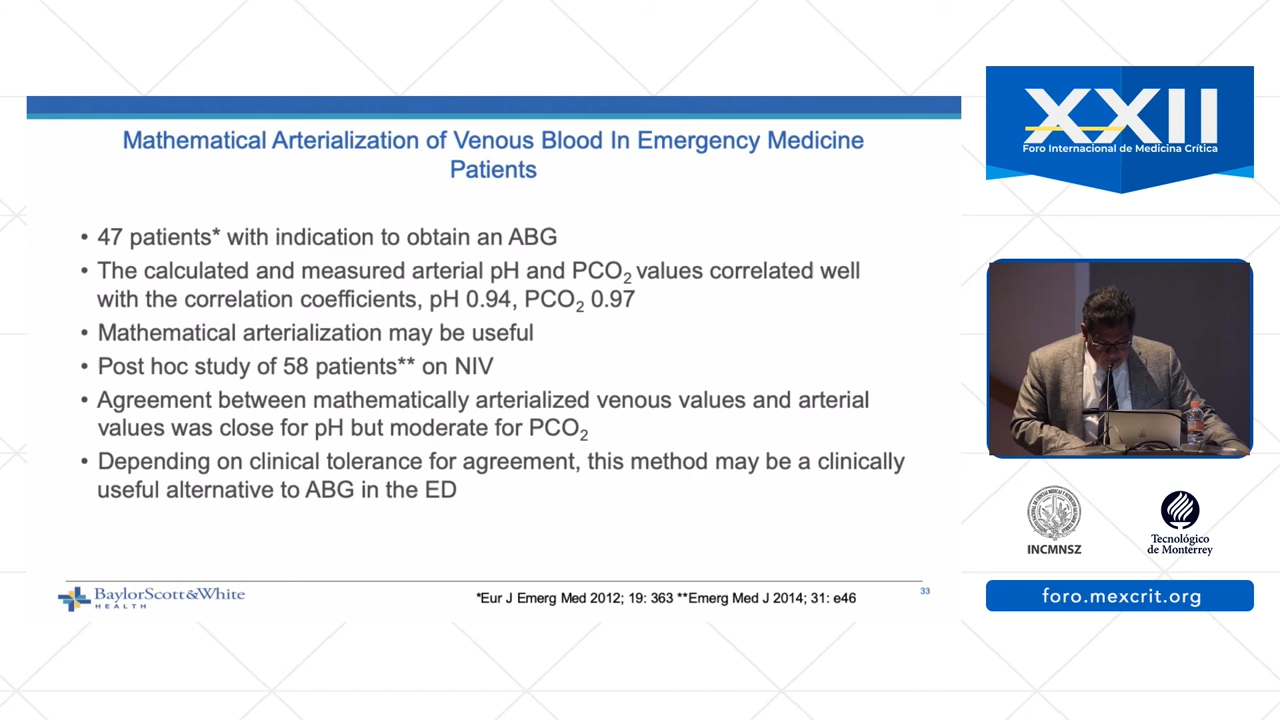 Mathematical Arterialization of Venous Blood In Emergency Medicine
Patients
• 47 patients* with indication to obtain an ABG
• The calculated and measured arterial pH and PCO2 values correlated well
with the correlation coefficients, pH 0.94, PCO2 0.97
• Mathematical arterialization may be useful
• Post hoc study of 58 patients** on NIV
• Agreement between mathematically arterialized venous values and arterial
values was close for pH but moderate for PCO2
• Depending on clinical tolerance for agreement, this method may be a clinically
useful alternative to ABG in the ED
BaylorScott&White
HEALTH
*Eur J Emerg Med 2012; 19: 363 **Emerg Med J 2014; 31: e46
33
XXII
Foro Internacional de Medicina Crítica
INCMNSZ
Tecnológico
de Monterrey
foro.mexcrit.org